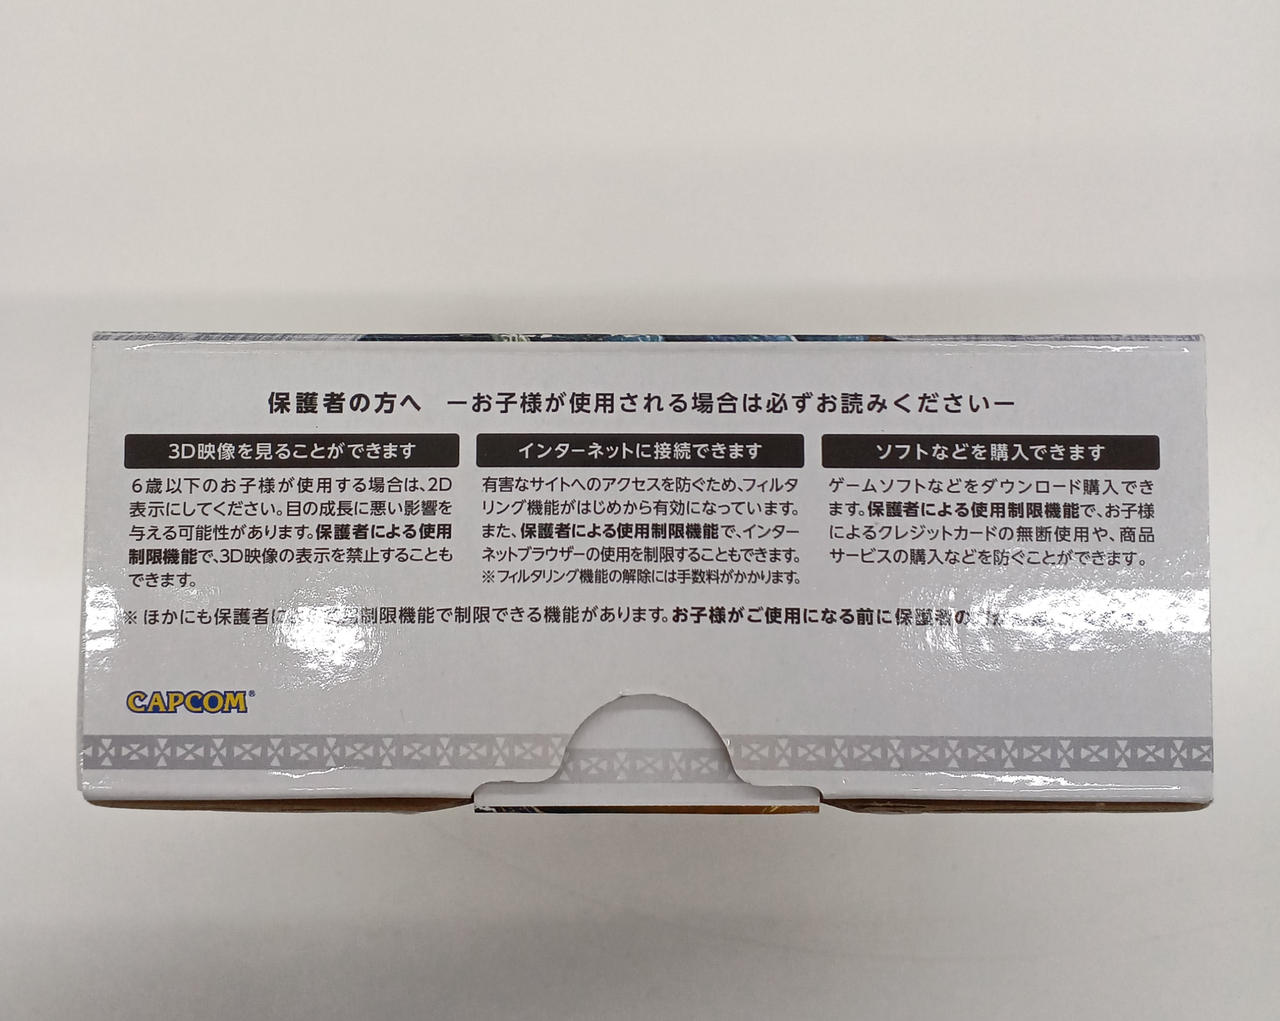 保護者の方へ ーお子様が使用される場合は必ずお読みくださいー
3D映像を見ることができます
6歳以下のお子様が使用する場合は、2D
表示にしてください。目の成長に悪い影響を
与える可能性があります。保護者による使用
制限機能で、3D映像の表示を禁止することも
できます。
インターネットに接続できます
有害なサイトへのアクセスを防ぐため、フィルタ
リング機能がはじめから有効になっています。
また、保護者による使用制限機能で、インター
ネットブラウザーの使用を制限することもできます。
※フィルタリング機能の解除には手数料がかかります。
ソフトなどを購入できます
ゲームソフトなどをダウンロード購入でき
ます。保護者による使用制限機能で、お子様
によるクレジットカードの無断使用や、商品
サービスの購入などを防ぐことができます。
※ ほかにも保護者に 制限機能で制限できる機能があります。お子様がご使用になる前に保護者の
CAPCOM®